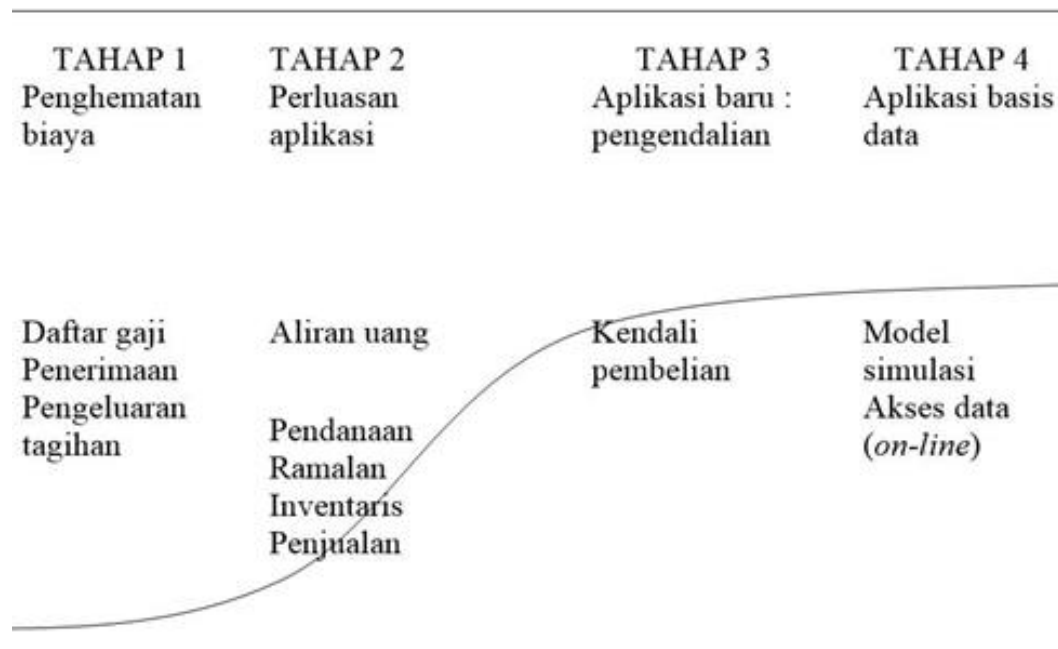 TAHAP 1
Penghematan
biaya
TAHAP 2
Perluasan
aplikasi
TAHAP 3
Aplikasi baru :
pengendalian
TAHAP 4
Aplikasi basis
data
Daftar gaji
Penerimaan
Pengeluaran
tagihan
Aliran uang
Pendanaan
Ramalan
Inventaris
Penjualan
Kendali
pembelian
Model
simulasi
Akses data
(on-line)